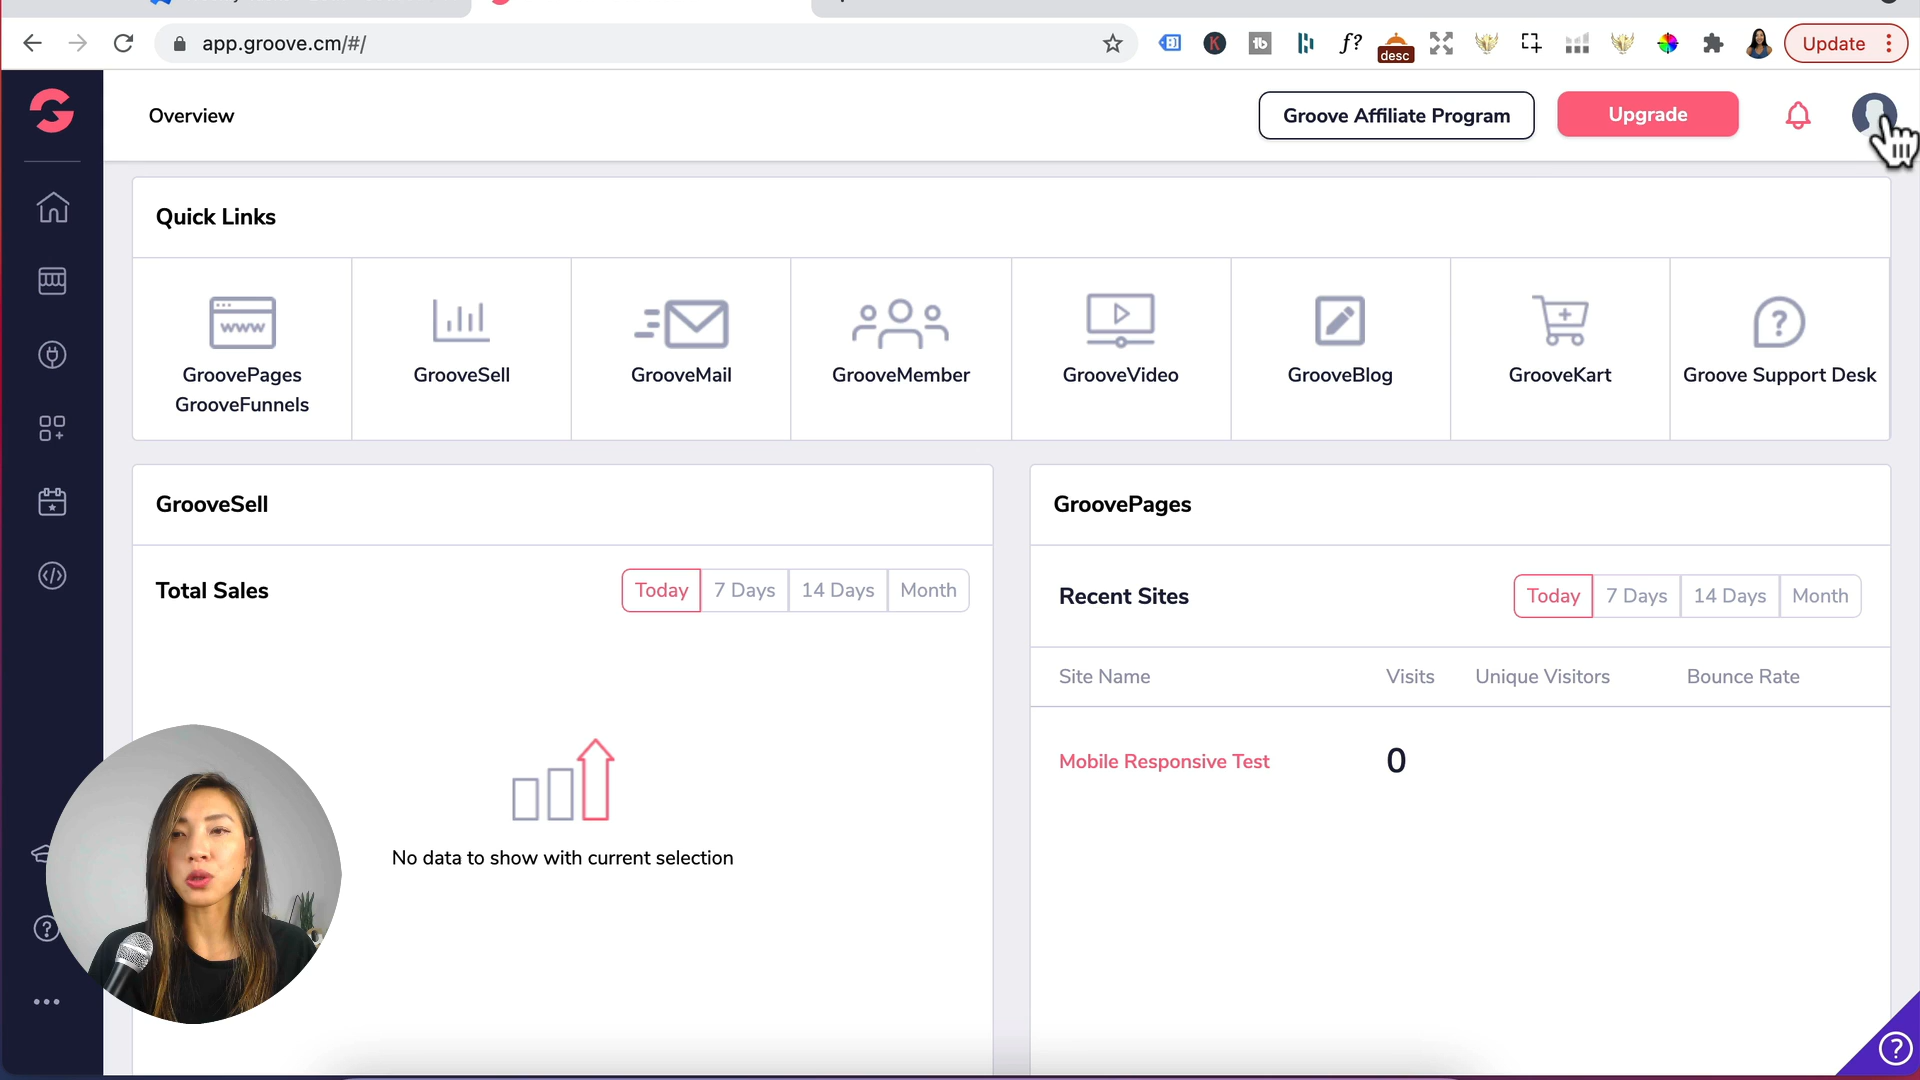 app.groove.cm/#/
desc
Update
Overview
Groove Affiliate Program
Upgrade
Quick Links
www
GroovePages
GrooveFunnels
GrooveSell
GrooveMail
GrooveMember
GrooveVideo
GrooveBlog
GrooveKart
Groove Support Desk
GrooveSell
Total Sales
Today 7 Days 14 Days Month
No data to show with current selection
GroovePages
Recent Sites
Today 7 Days 14 Days Month
Site Name Visits Unique Visitors Bounce Rate
Mobile Responsive Test 0